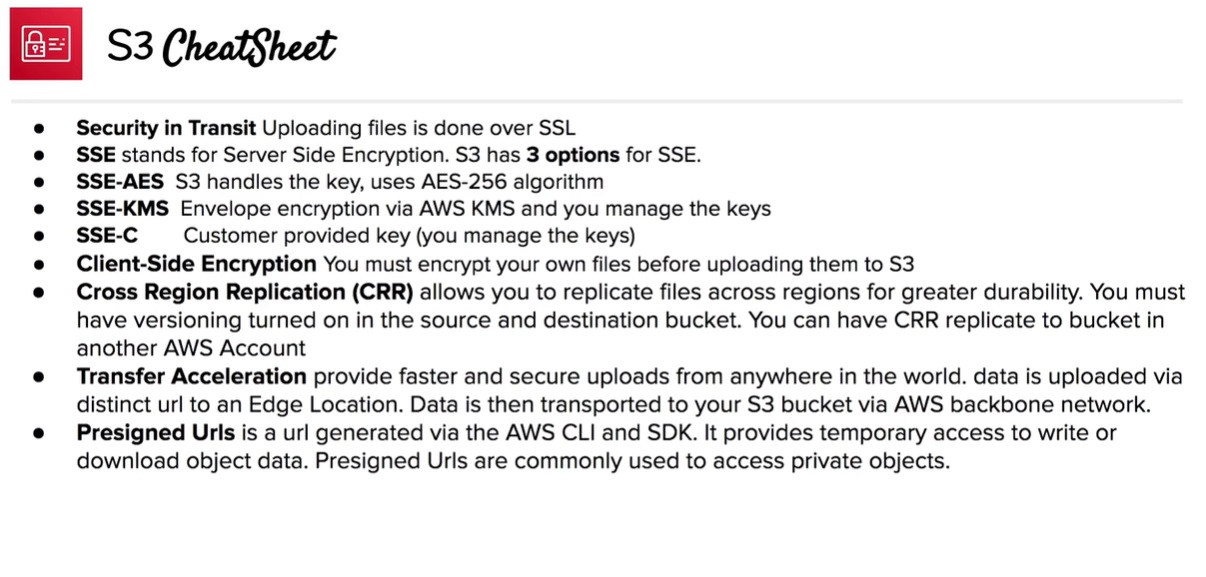 S3 CheatSheet
● Security in Transit Uploading files is done over SSL
● SSE stands for Server Side Encryption. S3 has 3 options for SSE.
● SSE-AES S3 handles the key, uses AES-256 algorithm
● SSE-KMS Envelope encryption via AWS KMS and you manage the keys
● SSE-C Customer provided key (you manage the keys)
● Client-Side Encryption You must encrypt your own files before uploading them to S3
● Cross Region Replication (CRR) allows you to replicate files across regions for greater durability. You must
have versioning turned on in the source and destination bucket. You can have CRR replicate to bucket in
another AWS Account
● Transfer Acceleration provide faster and secure uploads from anywhere in the world. data is uploaded via
distinct url to an Edge Location. Data is then transported to your S3 bucket via AWS backbone network.
● Presigned Urls is a url generated via the AWS CLI and SDK. It provides temporary access to write or
download object data. Presigned Urls are commonly used to access private objects.